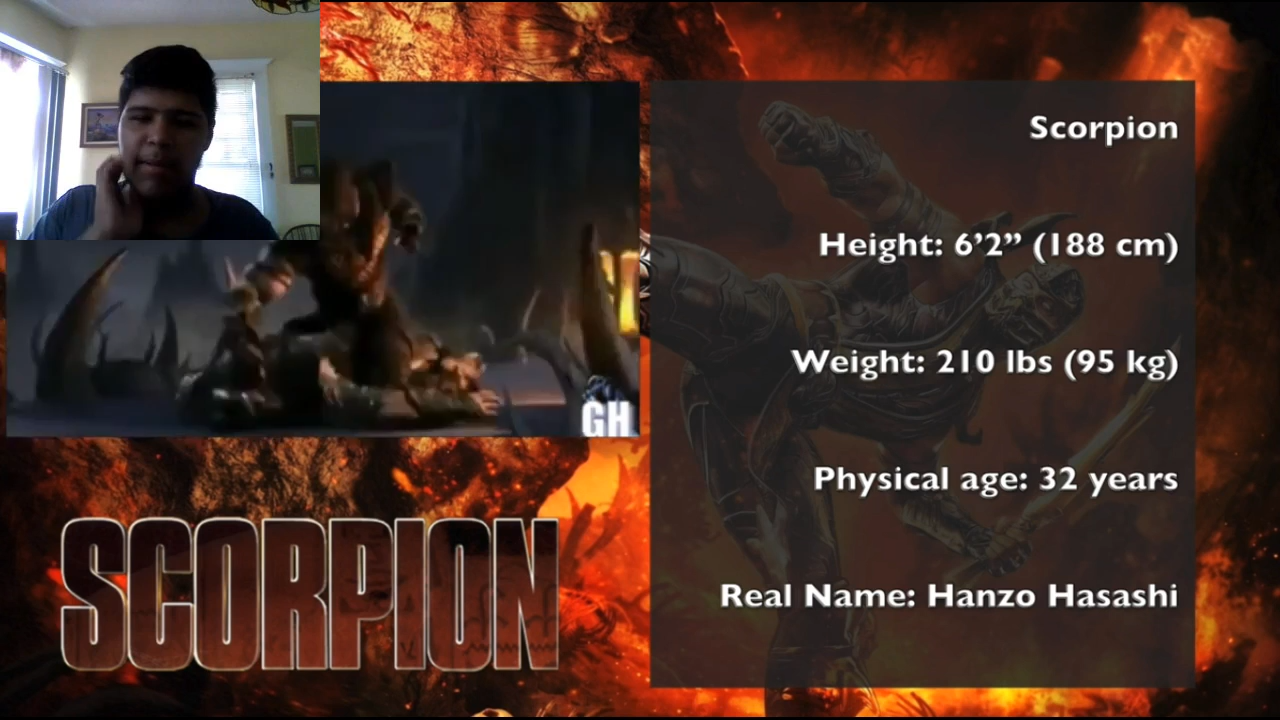 Scorpion
Height: 6’2” (188 cm)
Weight: 210 lbs (95 kg)
GH
Physical age: 32 years
SCORPION
Real Name: Hanzo Hasashi